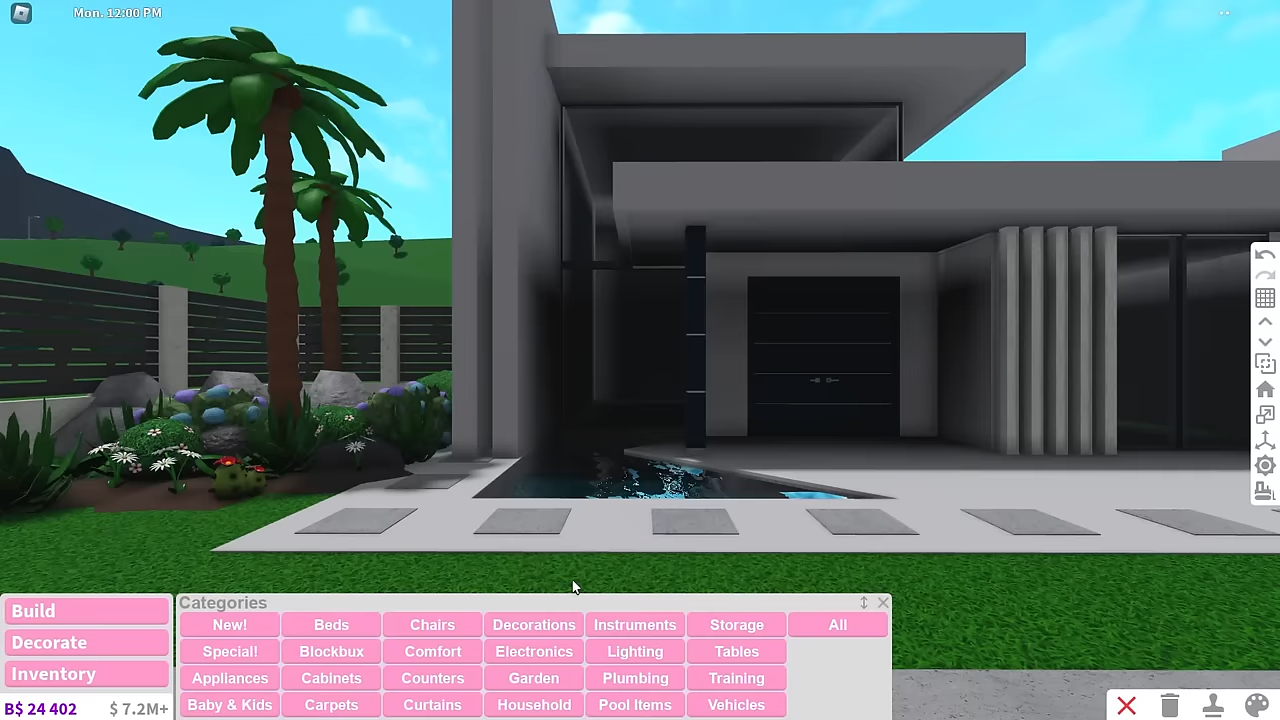 Mon. 12:00 PM
Build
Decorate
Inventory
B$ 24 402 $ 7.2M+
Categories
New! Beds Chairs Decorations Instruments Storage All
Special! Blockbux Comfort Electronics Lighting Tables
Appliances Cabinets Counters Garden Plumbing Training
Baby & Kids Carpets Curtains Household Pool Items Vehicles